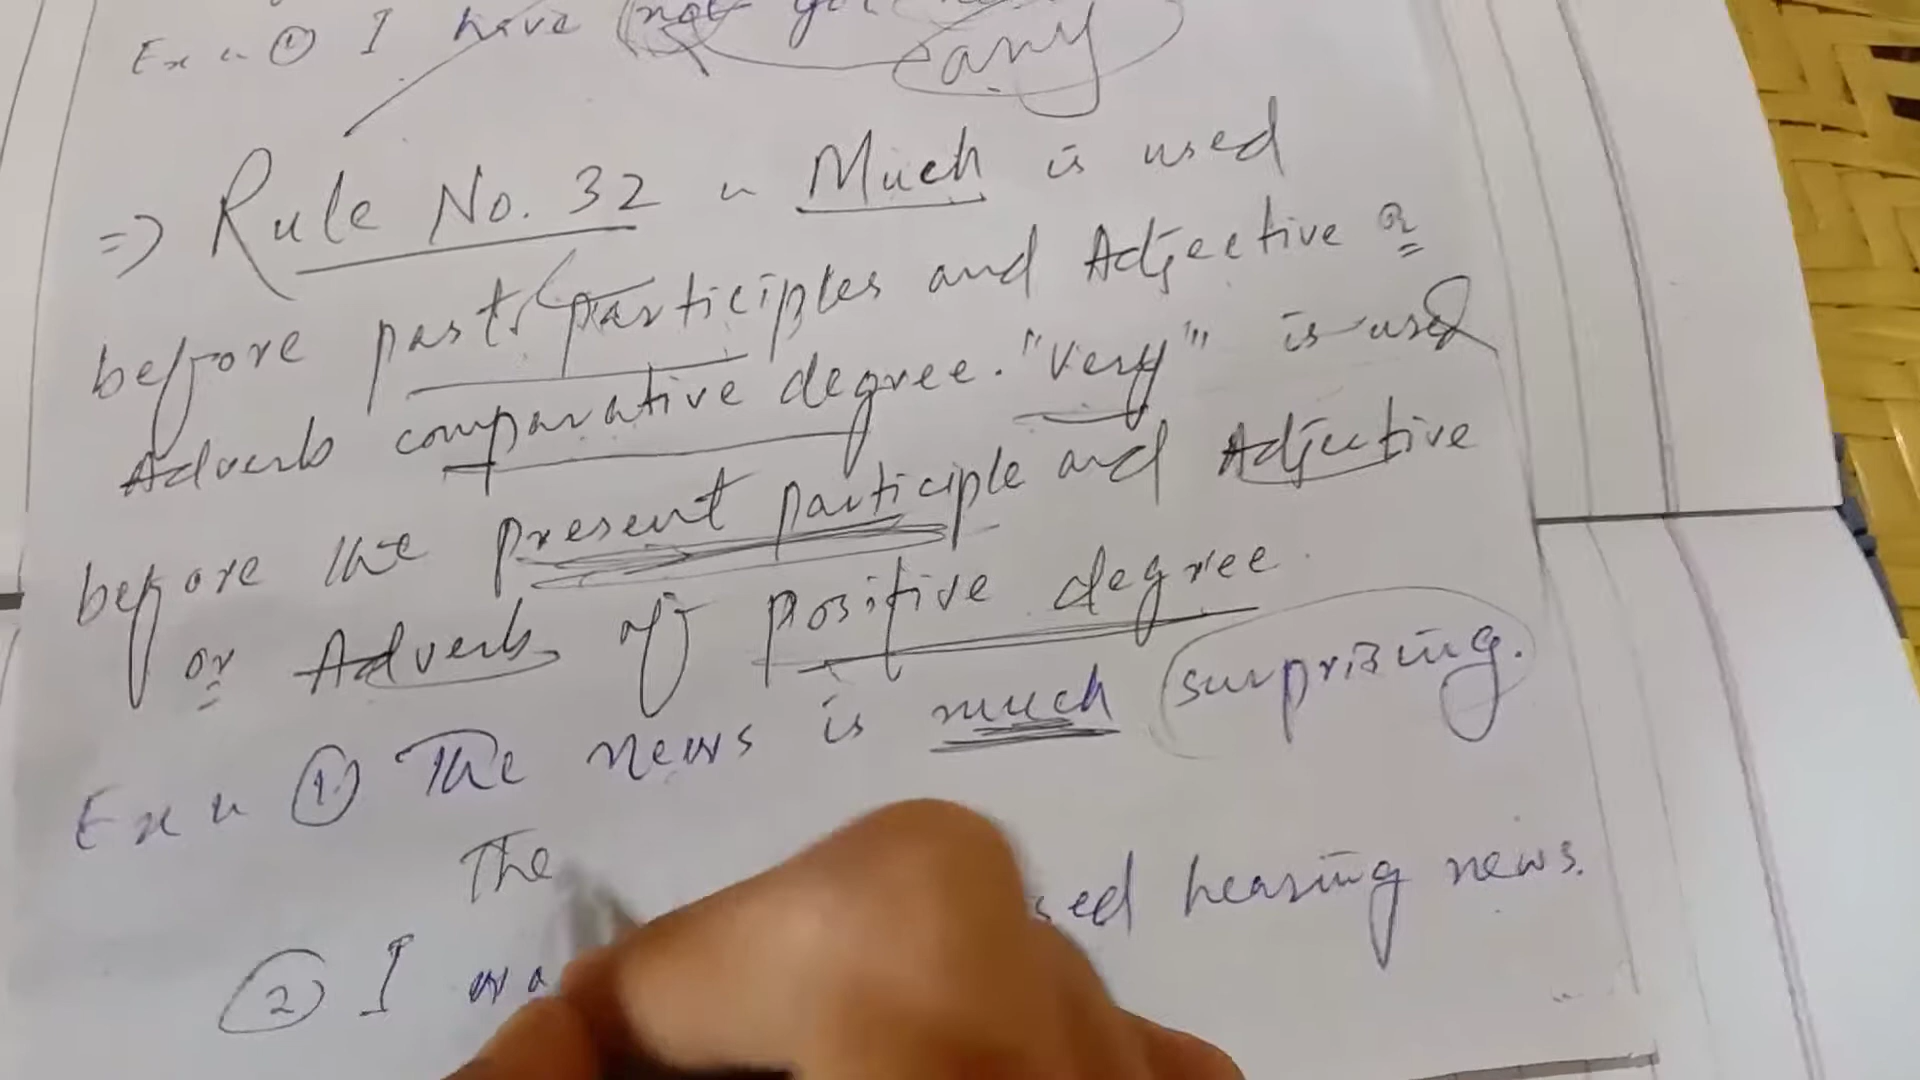 Ex ~ ① I have not
any
⇒ Rule No. 32 ~ Much is used
before past participles and Adjective or
Adverb comparative degree. "Very" is used
before the present participle and Adjective
or Adverb of positive degree.
Ex ~ ① The news is much surprising.
The
② I sed hearing news.